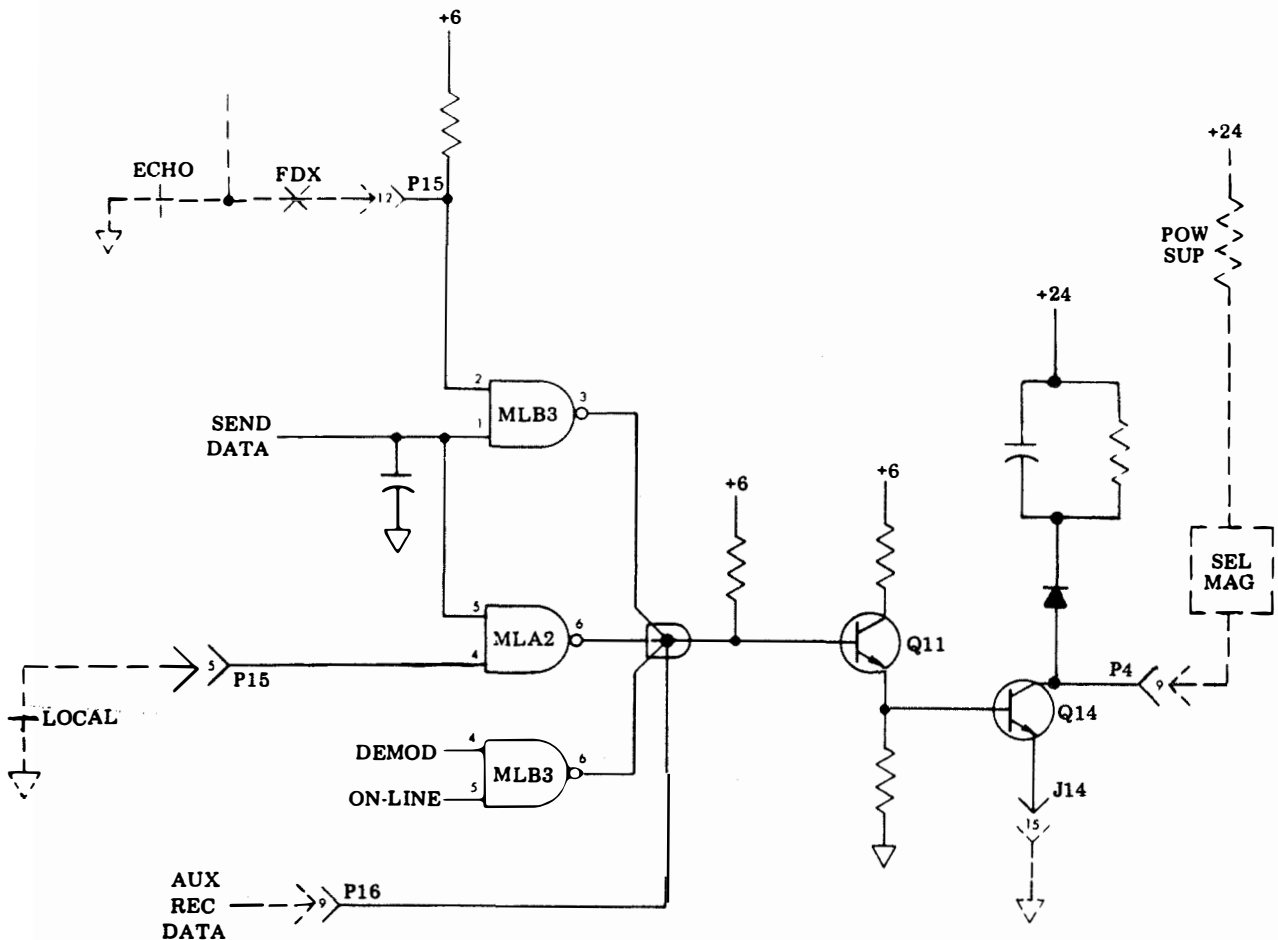 +6
+24
ECHO
FDX
12
P15
POW
SUP
+24
2
MLB3
3
SEND
DATA
1
+6
+6
SEL
MAG
5
MLA2
6
4
Q11
5
P15
P4
9
Q14
LOCAL
DEMOD
4
MLB3
6
ON-LINE
5
J14
15
AUX
REC
DATA
9
P16